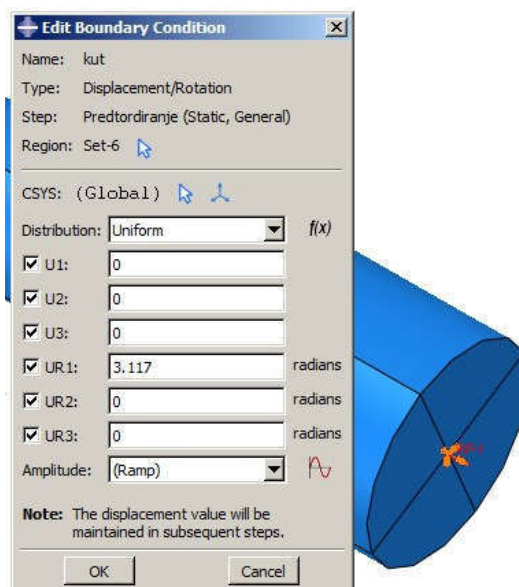 Edit Boundary Condition
Name: kut
Type: Displacement/Rotation
Step: Predtordiranje (Static, General)
Region: Set-6
CSYS: (Global)
Distribution: Uniform f(x)
U1: 0
U2: 0
U3: 0
UR1: 3.117 radians
UR2: 0 radians
UR3: 0 radians
Amplitude: (Ramp)
Note: The displacement value will be
maintained in subsequent steps.
OK Cancel